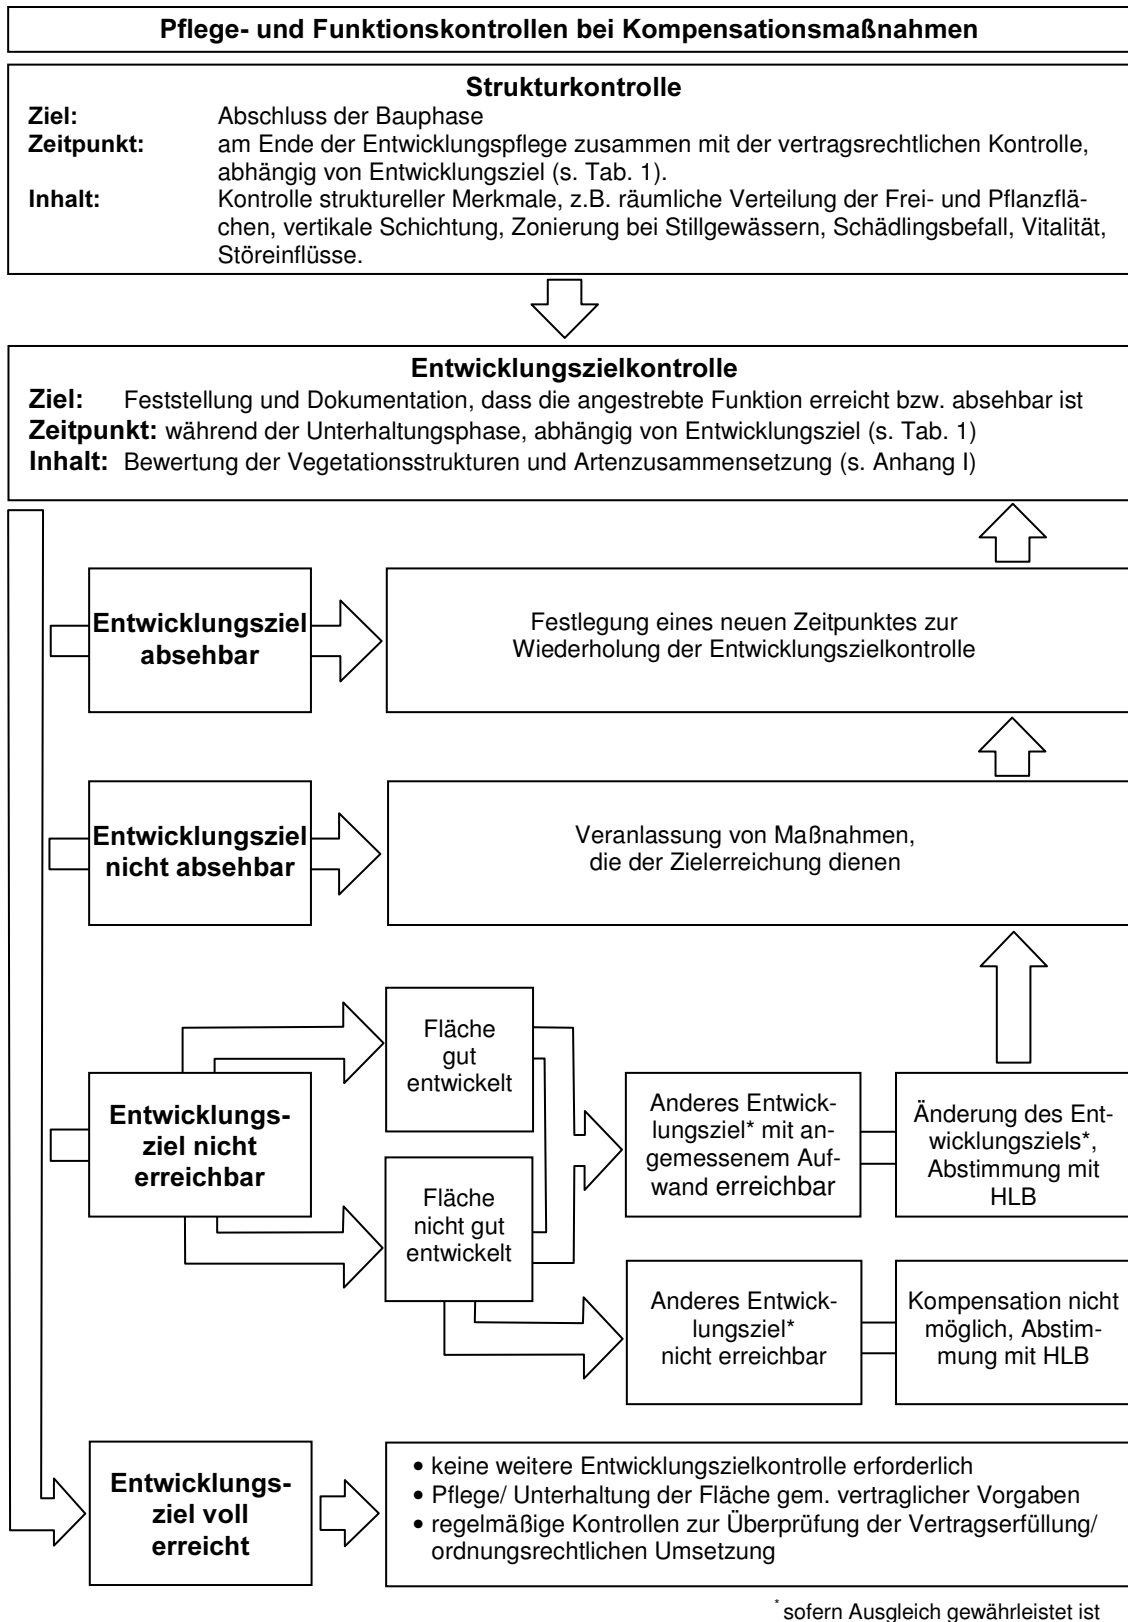 Pflege- und Funktionskontrollen bei Kompensationsmaßnahmen
Strukturkontrolle
Ziel: Abschluss der Bauphase
Zeitpunkt: am Ende der Entwicklungspflege zusammen mit der vertragsrechtlichen Kontrolle,
abhängig von Entwicklungsziel (s. Tab. 1).
Inhalt: Kontrolle struktureller Merkmale, z.B. räumliche Verteilung der Frei- und Pflanzflä-
chen, vertikale Schichtung, Zonierung bei Stillgewässern, Schädlingsbefall, Vitalität,
Störeinflüsse.
Entwicklungszielkontrolle
Ziel: Feststellung und Dokumentation, dass die angestrebte Funktion erreicht bzw. absehbar ist
Zeitpunkt: während der Unterhaltungsphase, abhängig von Entwicklungsziel (s. Tab. 1)
Inhalt: Bewertung der Vegetationsstrukturen und Artenzusammensetzung (s. Anhang I)
Entwicklungsziel
absehbar
Festlegung eines neuen Zeitpunktes zur
Wiederholung der Entwicklungszielkontrolle
Entwicklungsziel
nicht absehbar
Veranlassung von Maßnahmen,
die der Zielerreichung dienen
Entwicklungs-
ziel nicht
erreichbar
Fläche
gut
entwickelt
Fläche
nicht gut
entwickelt
Anderes Entwick-
lungsziel* mit an-
gemessenem Auf-
wand erreichbar
Änderung des Ent-
wicklungsziels*,
Abstimmung mit
HLB
Anderes Entwick-
lungsziel*
nicht erreichbar
Kompensation nicht
möglich, Abstim-
mung mit HLB
Entwicklungs-
ziel voll
erreicht
• keine weitere Entwicklungszielkontrolle erforderlich
• Pflege/ Unterhaltung der Fläche gem. vertraglicher Vorgaben
• regelmäßige Kontrollen zur Überprüfung der Vertragserfüllung/
ordnungsrechtlichen Umsetzung
* sofern Ausgleich gewährleistet ist